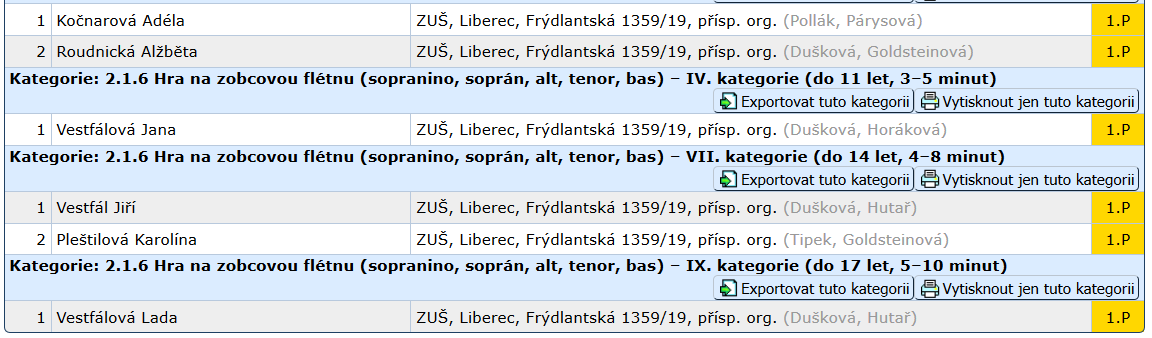 1 Kočnarová Adéla ZUŠ, Liberec, Frýdlantská 1359/19, přísp. org. (Pollák, Párysová) 1.P
2 Roudnická Alžběta ZUŠ, Liberec, Frýdlantská 1359/19, přísp. org. (Dušková, Goldsteinová) 1.P
Kategorie: 2.1.6 Hra na zobcovou flétnu (sopranino, soprán, alt, tenor, bas) – IV. kategorie (do 11 let, 3–5 minut)
Exportovat tuto kategorii Vytisknout jen tuto kategorii
1 Vestfálová Jana ZUŠ, Liberec, Frýdlantská 1359/19, přísp. org. (Dušková, Horáková) 1.P
Kategorie: 2.1.6 Hra na zobcovou flétnu (sopranino, soprán, alt, tenor, bas) – VII. kategorie (do 14 let, 4–8 minut)
Exportovat tuto kategorii Vytisknout jen tuto kategorii
1 Vestfál Jiří ZUŠ, Liberec, Frýdlantská 1359/19, přísp. org. (Dušková, Hutař) 1.P
2 Pleštilová Karolína ZUŠ, Liberec, Frýdlantská 1359/19, přísp. org. (Tipek, Goldsteinová) 1.P
Kategorie: 2.1.6 Hra na zobcovou flétnu (sopranino, soprán, alt, tenor, bas) – IX. kategorie (do 17 let, 5–10 minut)
Exportovat tuto kategorii Vytisknout jen tuto kategorii
1 Vestfálová Lada ZUŠ, Liberec, Frýdlantská 1359/19, přísp. org. (Dušková, Hutař) 1.P